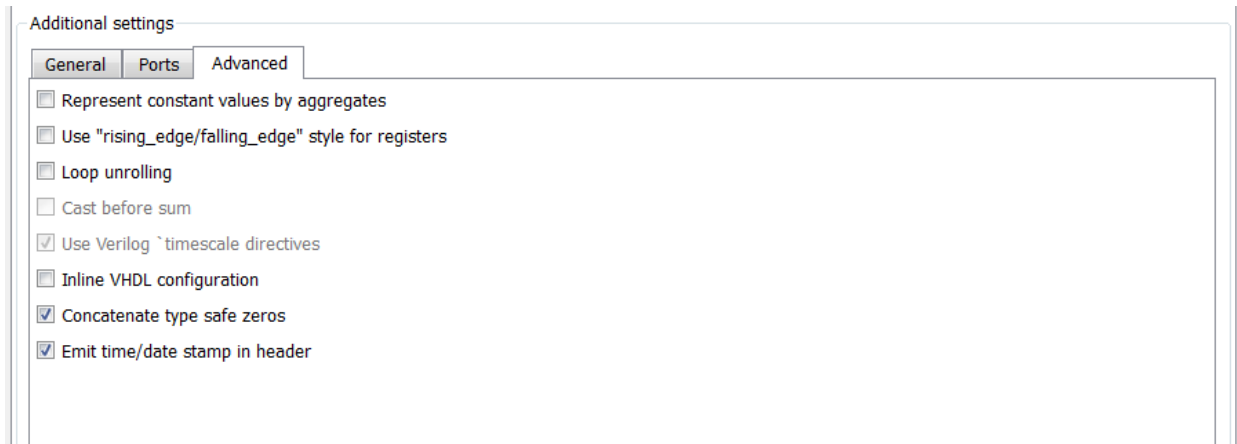 Additional settings
General Ports Advanced
Represent constant values by aggregates
Use "rising_edge/falling_edge" style for registers
Loop unrolling
Cast before sum
Use Verilog `timescale directives
Inline VHDL configuration
Concatenate type safe zeros
Emit time/date stamp in header